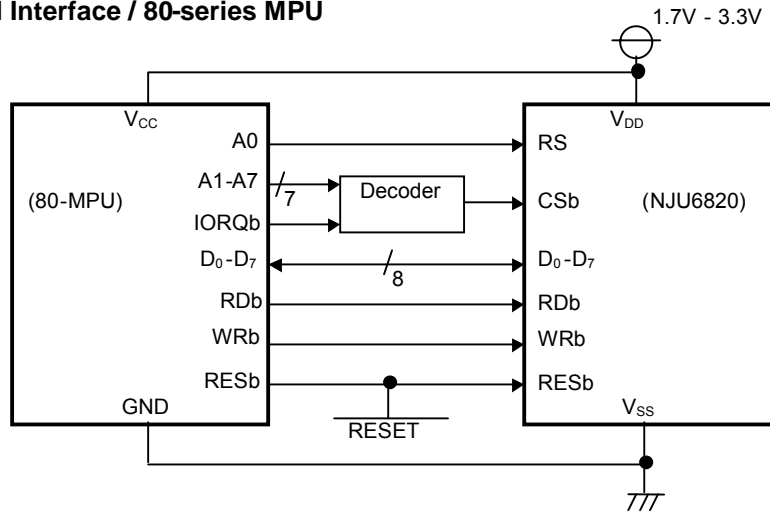 Interface / 80-series MPU
1.7V - 3.3V
VCC
VDD
A0
RS
A1-A7
7
Decoder
(80-MPU)
CSb
(NJU6820)
IORQb
D0-D7
8
D0-D7
RDb
RDb
WRb
WRb
RESb
RESb
GND
RESET
VSS